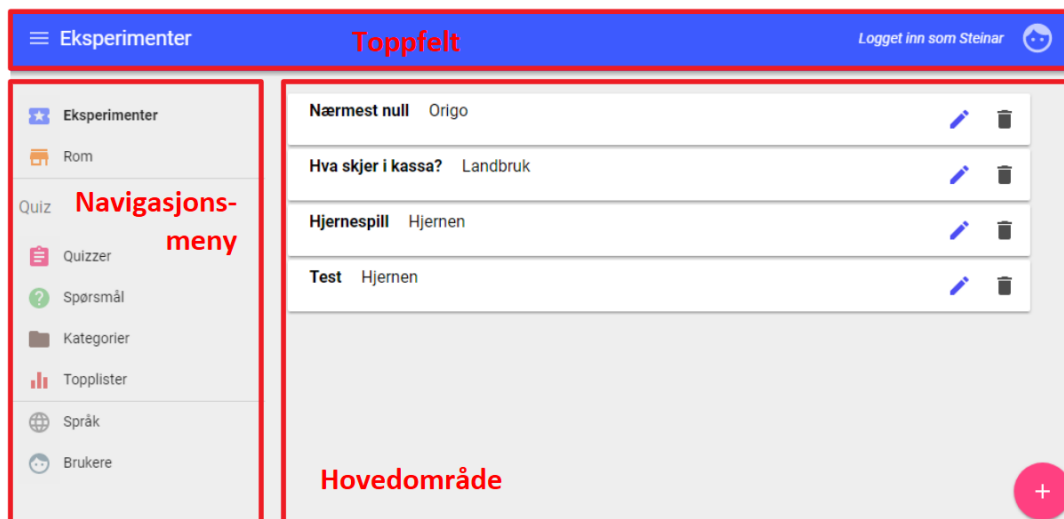 Eksperimenter
Toppfelt
Logget inn som Steinar
Eksperimenter
Rom
Quiz
Navigasjons-
meny
Quizzer
Spørsmål
Kategorier
Topplister
Språk
Brukere
Nærmest null Origo
Hva skjer i kassa? Landbruk
Hjernespill Hjernen
Test Hjernen
Hovedområde